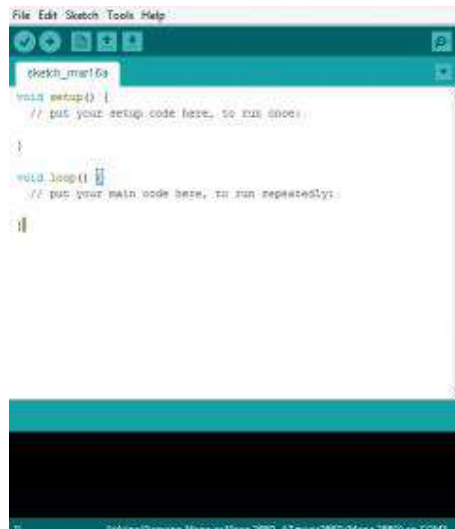 File Edit Sketch Tools Help
sketch_mar16a
void setup() {
// put your setup code here, to run once:
}
void loop() {
// put your main code here, to run repeatedly:
}